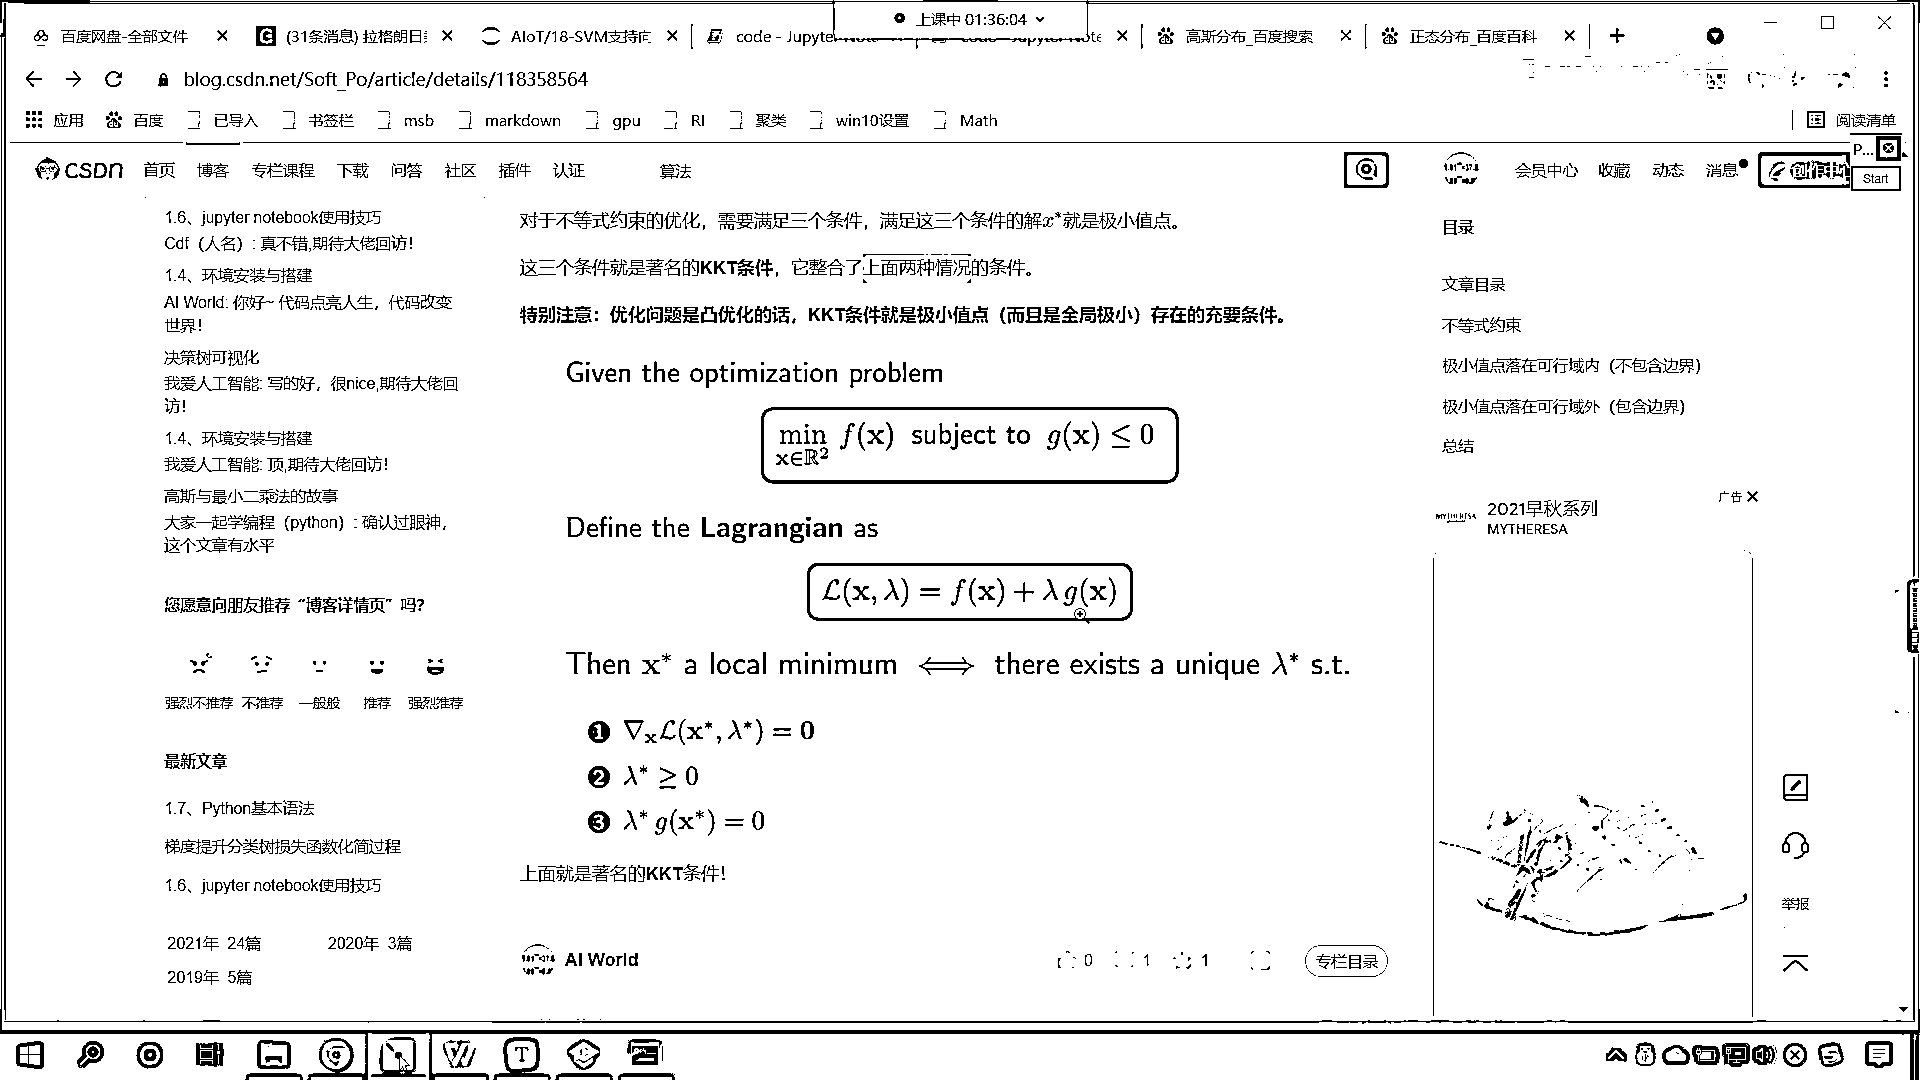 上课中 01:36:04
百度网盘-全部文件
(31条消息) 拉格朗日
AIoT/18-SVM支持向
code - Jupyter Note
高斯分布_百度搜索
正态分布_百度百科
blog.csdn.net/Soft_Po/article/details/118358564
应用 百度 已导入 书签栏 msb markdown gpu RI 聚类 win10设置 Math 阅读清单
CSDN 首页 博客 专栏课程 下载 问答 社区 插件 认证 算法 会员中心 收藏 动态 消息 创作中心
P...
Start
1.6、jupyter notebook使用技巧
Cdf（人名）: 真不错,期待大佬回访！
1.4、环境安装与搭建
AI World: 你好~ 代码点亮人生，代码改变
世界！
决策树可视化
我爱人工智能: 写的好，很nice,期待大佬回
访！
1.4、环境安装与搭建
我爱人工智能: 顶,期待大佬回访！
高斯与最小二乘法的故事
大家一起学编程（python）: 确认过眼神，
这个文章有水平
您愿意向朋友推荐“博客详情页”吗？
强烈不推荐 不推荐 一般般 推荐 强烈推荐
最新文章
1.7、Python基本语法
梯度提升分类树损失函数化简过程
1.6、jupyter notebook使用技巧
2021年 24篇 2020年 3篇
2019年 5篇
对于不等式约束的优化，需要满足三个条件，满足这三个条件的解x*就是极小值点。
这三个条件就是著名的KKT条件，它整合了上面两种情况的条件。
特别注意：优化问题是凸优化的话，KKT条件就是极小值点（而且是全局极小）存在的充要条件。
Given the optimization problem
min f(x) subject to g(x) ≤ 0
x∈ℝ²
Define the Lagrangian as
ℒ(x, λ) = f(x) + λ g(x)
Then x* a local minimum ⟺ there exists a unique λ* s.t.
❶ ∇ₓℒ(x*, λ*) = 0
❷ λ* ≥ 0
❸ λ* g(x*) = 0
上面就是著名的KKT条件！
AI World 0 1 1 专栏目录
目录
文章目录
不等式约束
极小值点落在可行域内（不包含边界）
极小值点落在可行域外（包含边界）
总结
广告
MYTHERESA
2021早秋系列
MYTHERESA
举报